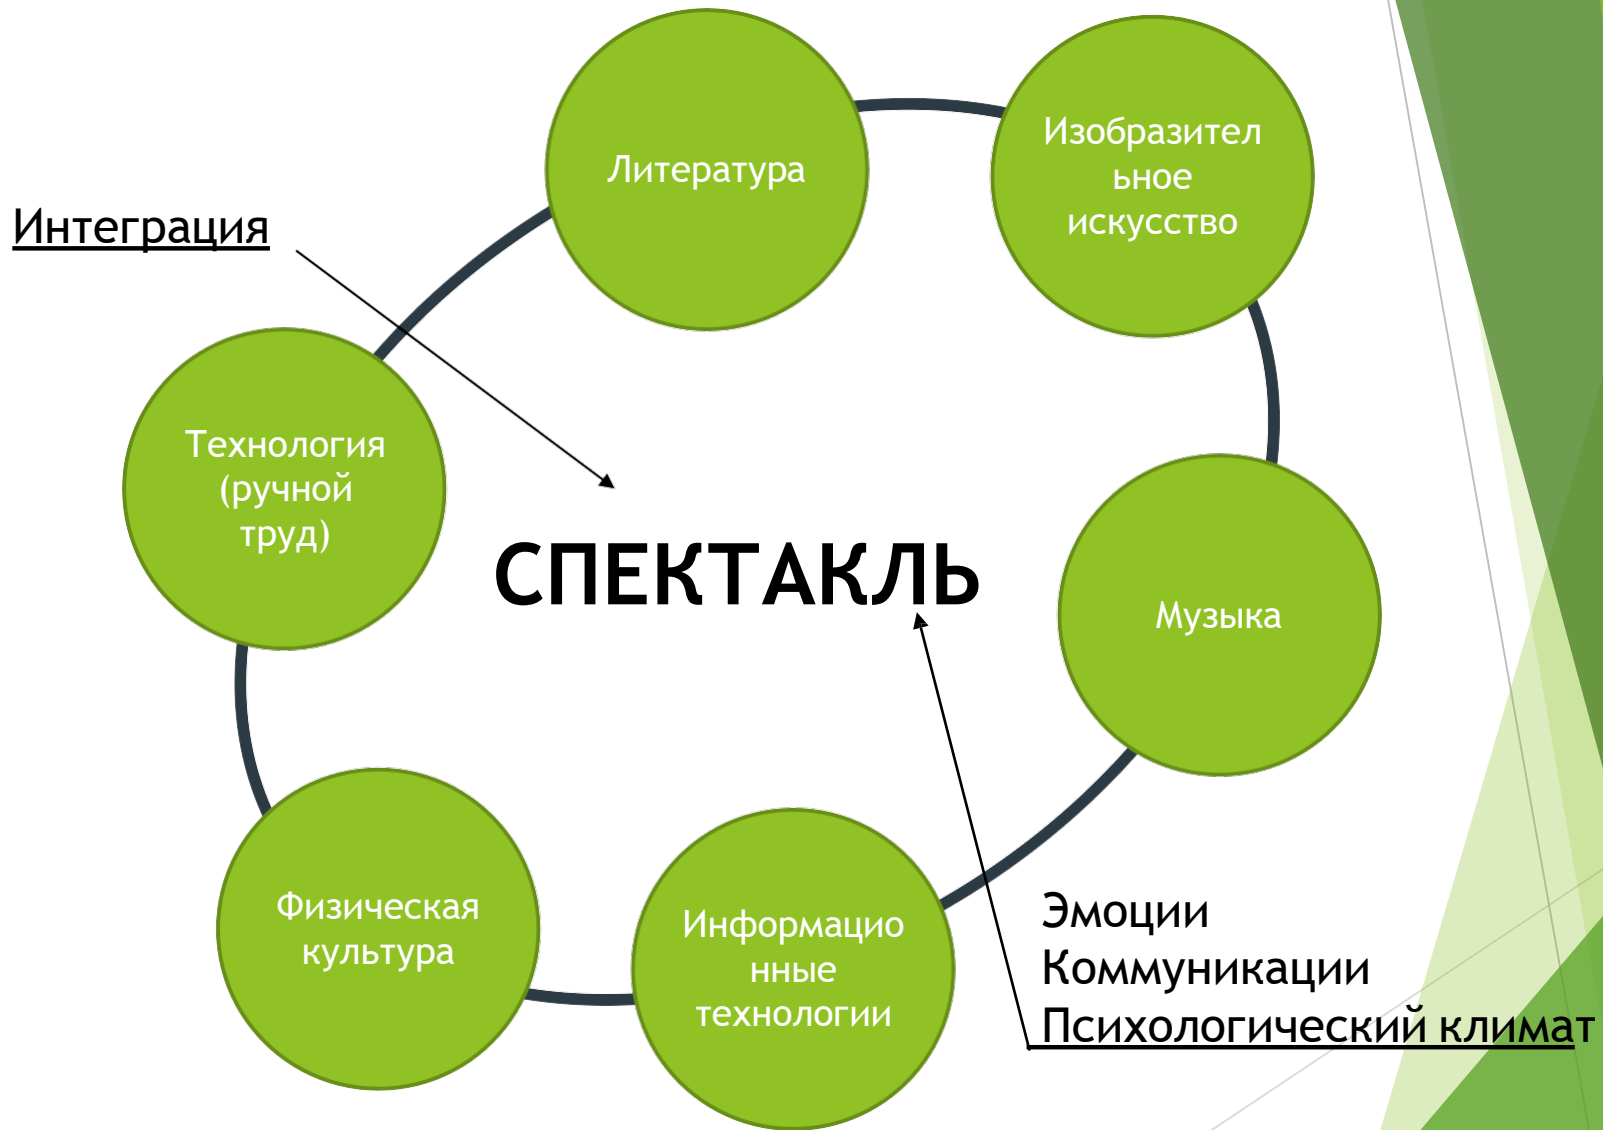 Литература
Изобразител
ьное
искусство
Интеграция
Технология
(ручной
труд)
СПЕКТАКЛЬ
Музыка
Физическая
культура
Информацио
нные
технологии
Эмоции
Коммуникации
Психологический климат